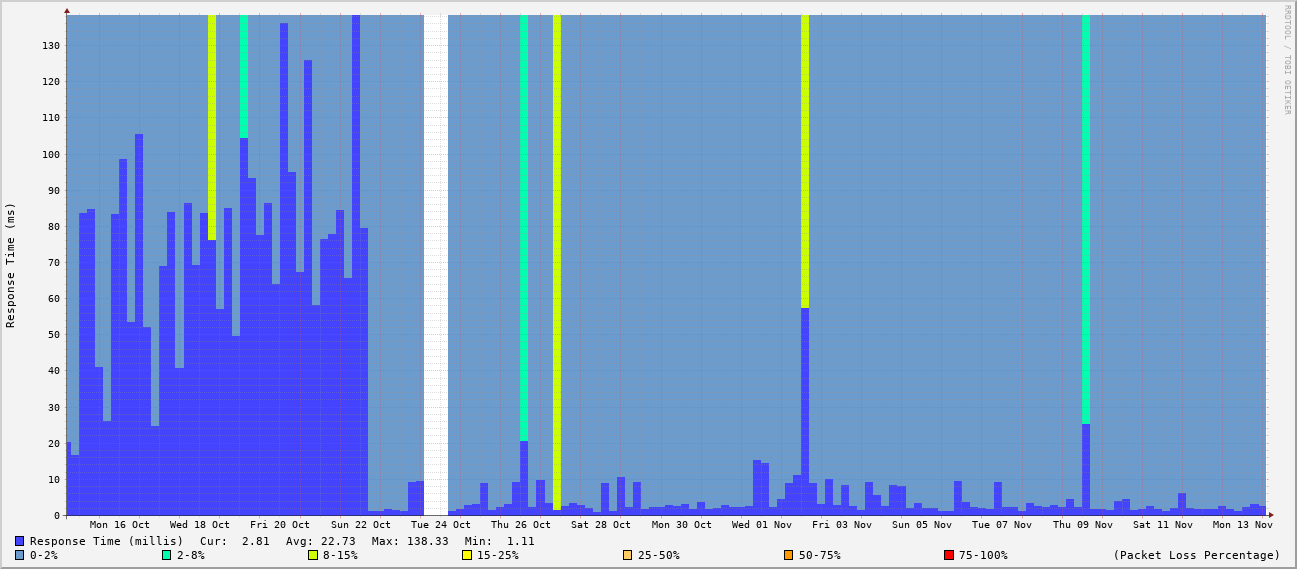 RRDTOOL / TOBI OETIKER
Response Time (ms)
130
120
110
100
90
80
70
60
50
40
30
20
10
0
Mon 16 Oct Wed 18 Oct Fri 20 Oct Sun 22 Oct Tue 24 Oct Thu 26 Oct Sat 28 Oct Mon 30 Oct Wed 01 Nov Fri 03 Nov Sun 05 Nov Tue 07 Nov Thu 09 Nov Sat 11 Nov Mon 13 Nov
Response Time (millis) Cur: 2.81 Avg: 22.73 Max: 138.33 Min: 1.11
0-2% 2-8% 8-15% 15-25% 25-50% 50-75% 75-100% (Packet Loss Percentage)